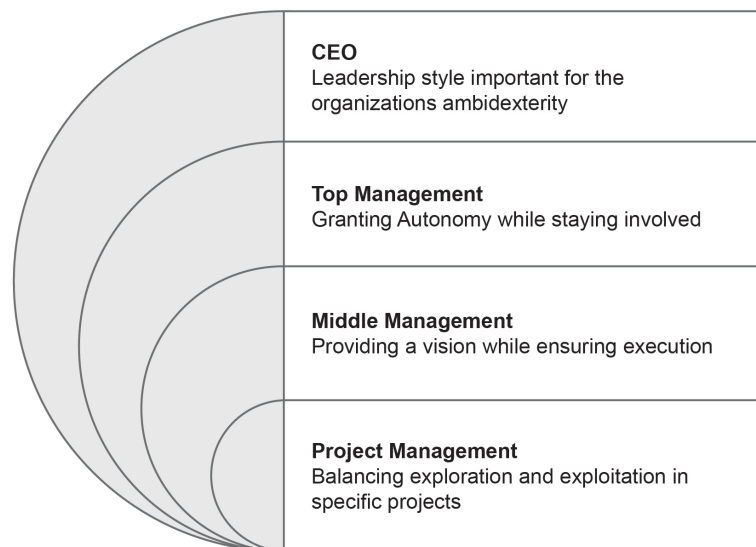 CEO
Leadership style important for the
organizations ambidexterity
Top Management
Granting Autonomy while staying involved
Middle Management
Providing a vision while ensuring execution
Project Management
Balancing exploration and exploitation in
specific projects